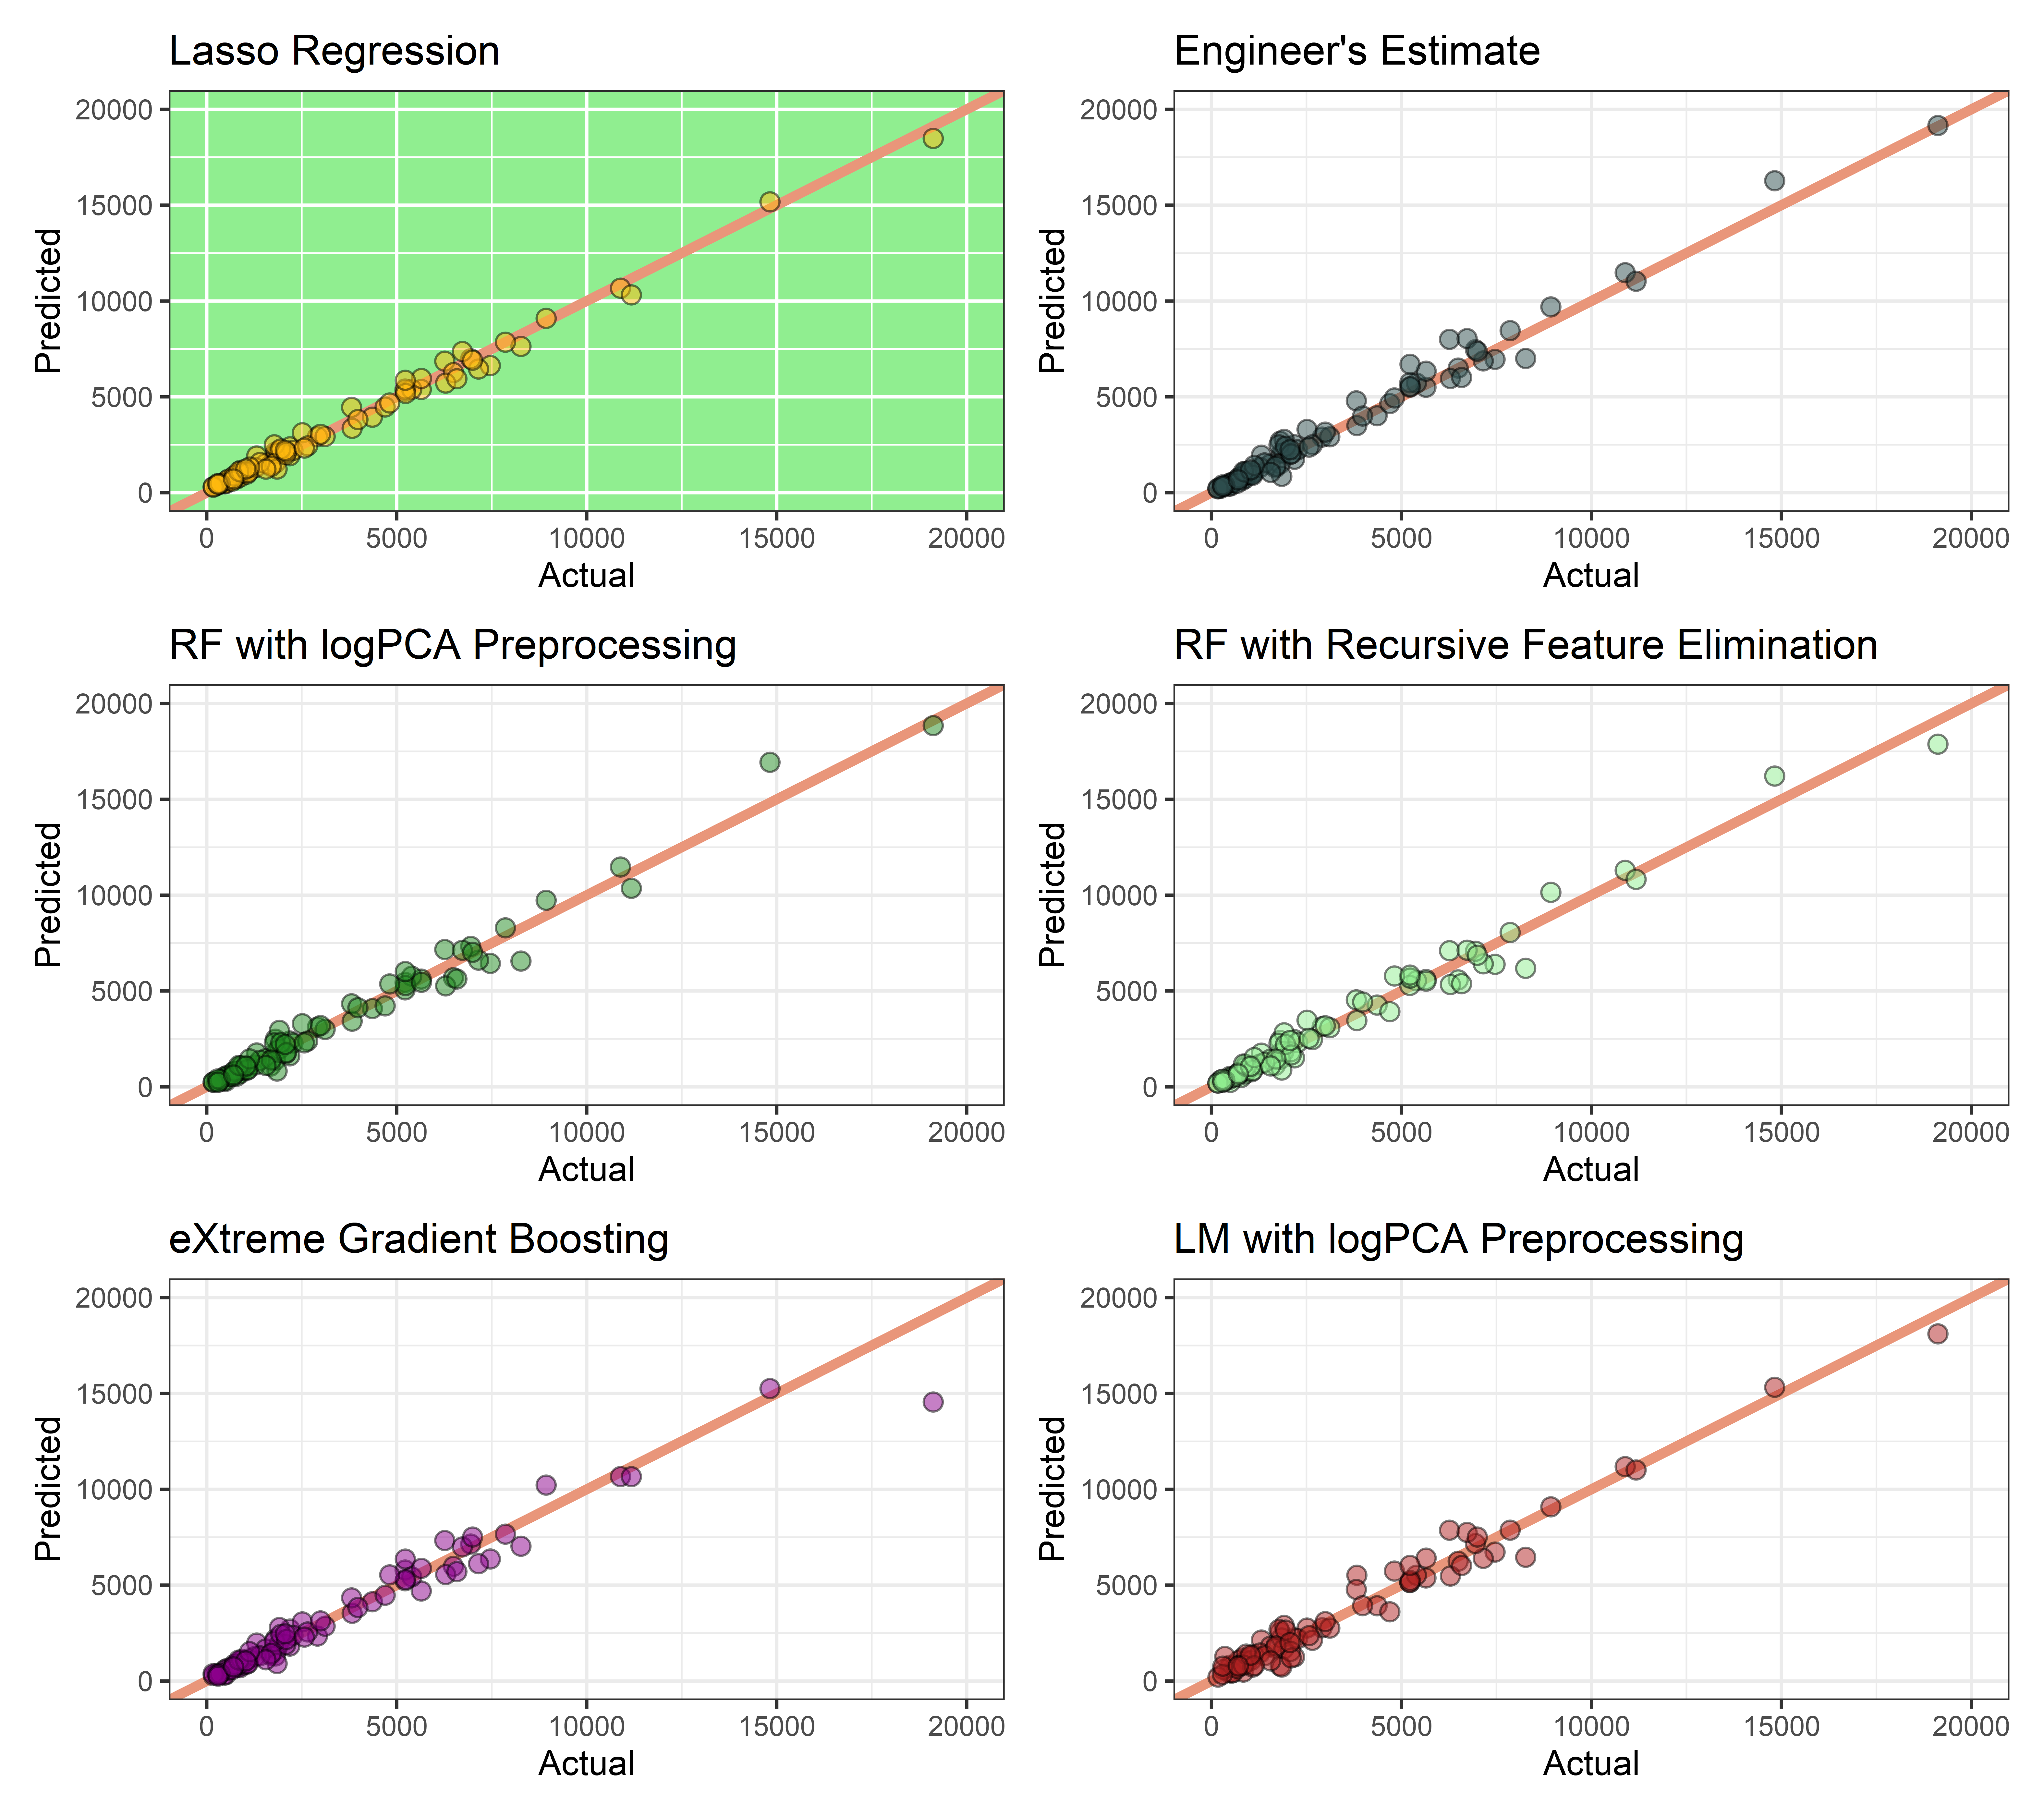 Lasso Regression
20000
15000
10000
5000
0
Predicted
0 5000 10000 15000 20000
Actual
Engineer's Estimate
20000
15000
10000
5000
0
Predicted
0 5000 10000 15000 20000
Actual
RF with logPCA Preprocessing
20000
15000
10000
5000
0
Predicted
0 5000 10000 15000 20000
Actual
RF with Recursive Feature Elimination
20000
15000
10000
5000
0
Predicted
0 5000 10000 15000 20000
Actual
eXtreme Gradient Boosting
20000
15000
10000
5000
0
Predicted
0 5000 10000 15000 20000
Actual
LM with logPCA Preprocessing
20000
15000
10000
5000
0
Predicted
0 5000 10000 15000 20000
Actual